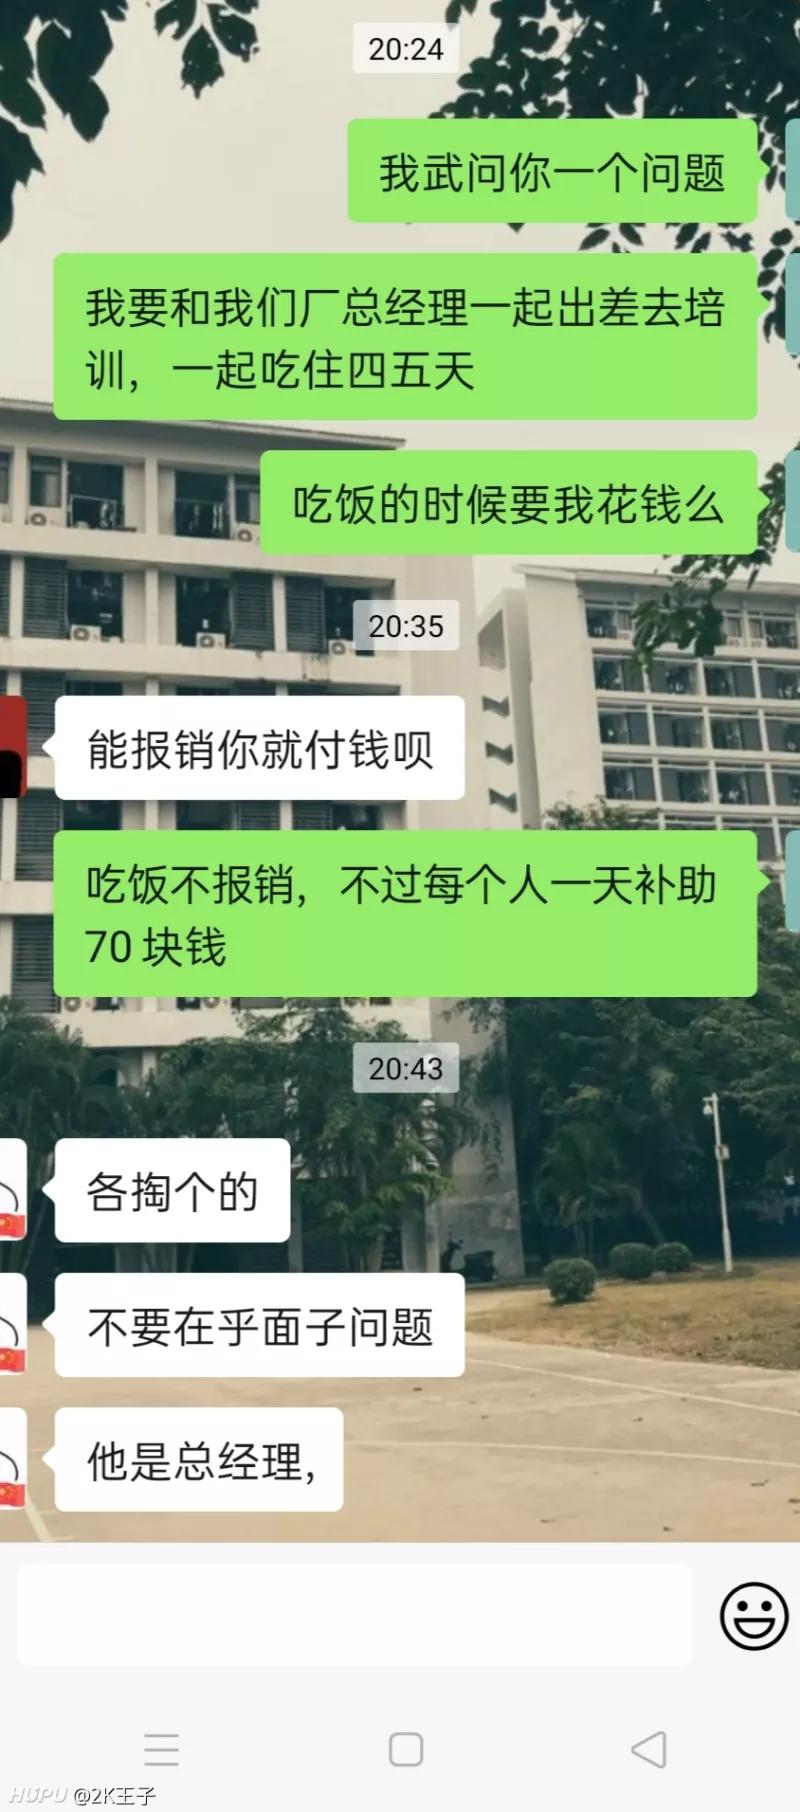 20:24
我武问你一个问题
我要和我们厂总经理一起出差去培
训，一起吃住四五天
吃饭的时候要我花钱么
20:35
能报销你就付钱呗
吃饭不报销，不过每个人一天补助
70块钱
20:43
各掏个的
不要在乎面子问题
他是总经理，
HUPU @2K王子